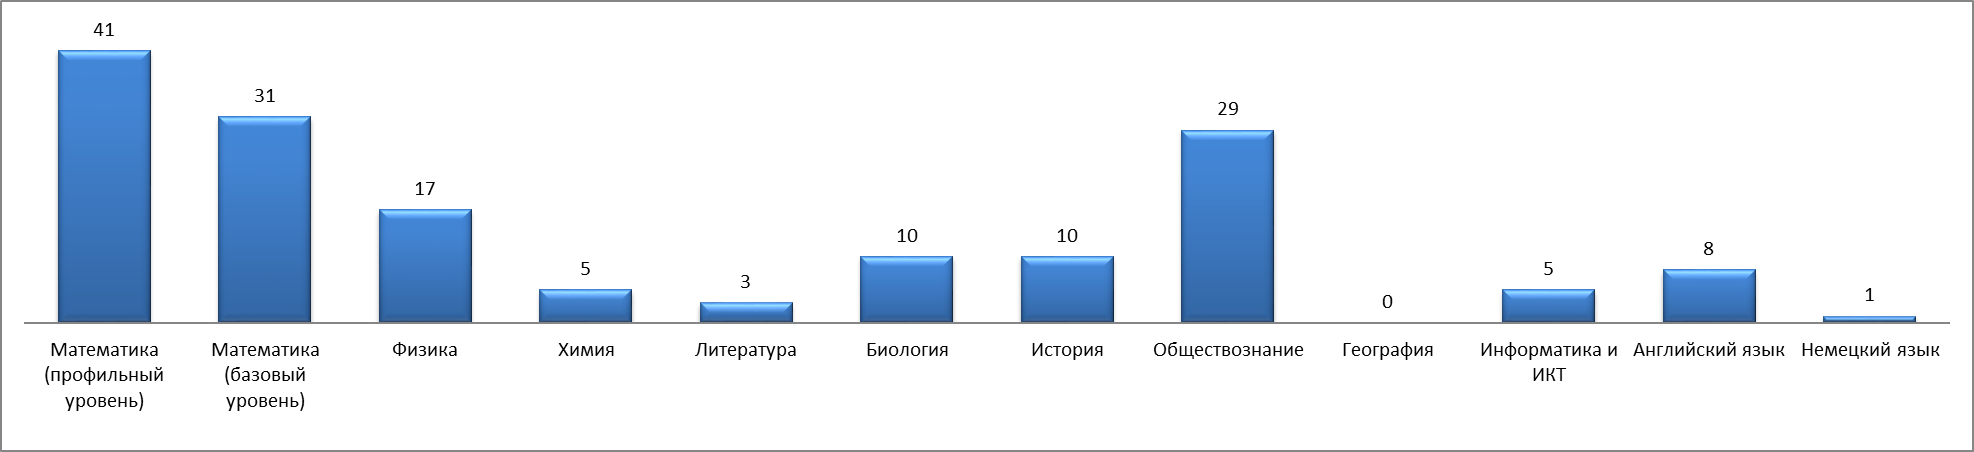 41
31
17
5
3
10
10
29
0
5
8
1
Математика
(профильный
уровень)
Математика
(базовый
уровень)
Физика
Химия
Литература
Биология
История
Обществознание
География
Информатика и
ИКТ
Английский язык
Немецкий язык